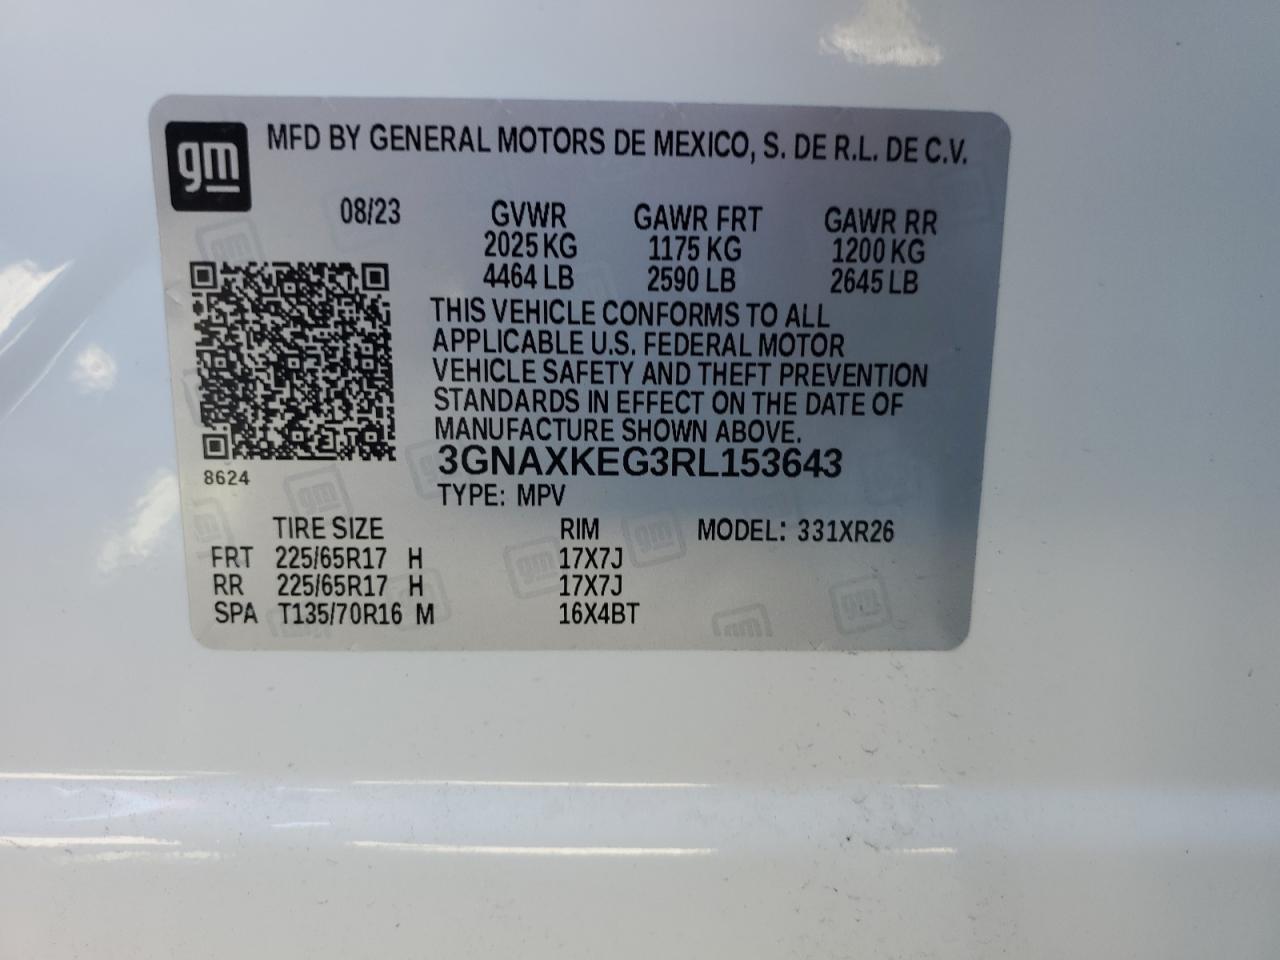 gm
MFD BY GENERAL MOTORS DE MEXICO, S. DE R.L. DE C.V.
08/23 GVWR GAWR FRT GAWR RR
2025 KG 1175 KG 1200 KG
4464 LB 2590 LB 2645 LB
THIS VEHICLE CONFORMS TO ALL
APPLICABLE U.S. FEDERAL MOTOR
VEHICLE SAFETY AND THEFT PREVENTION
STANDARDS IN EFFECT ON THE DATE OF
MANUFACTURE SHOWN ABOVE.
3GNAXKEG3RL153643
8624
TYPE: MPV
TIRE SIZE RIM MODEL: 331XR26
FRT 225/65R17 H 17X7J
RR 225/65R17 H 17X7J
SPA T135/70R16 M 16X4BT